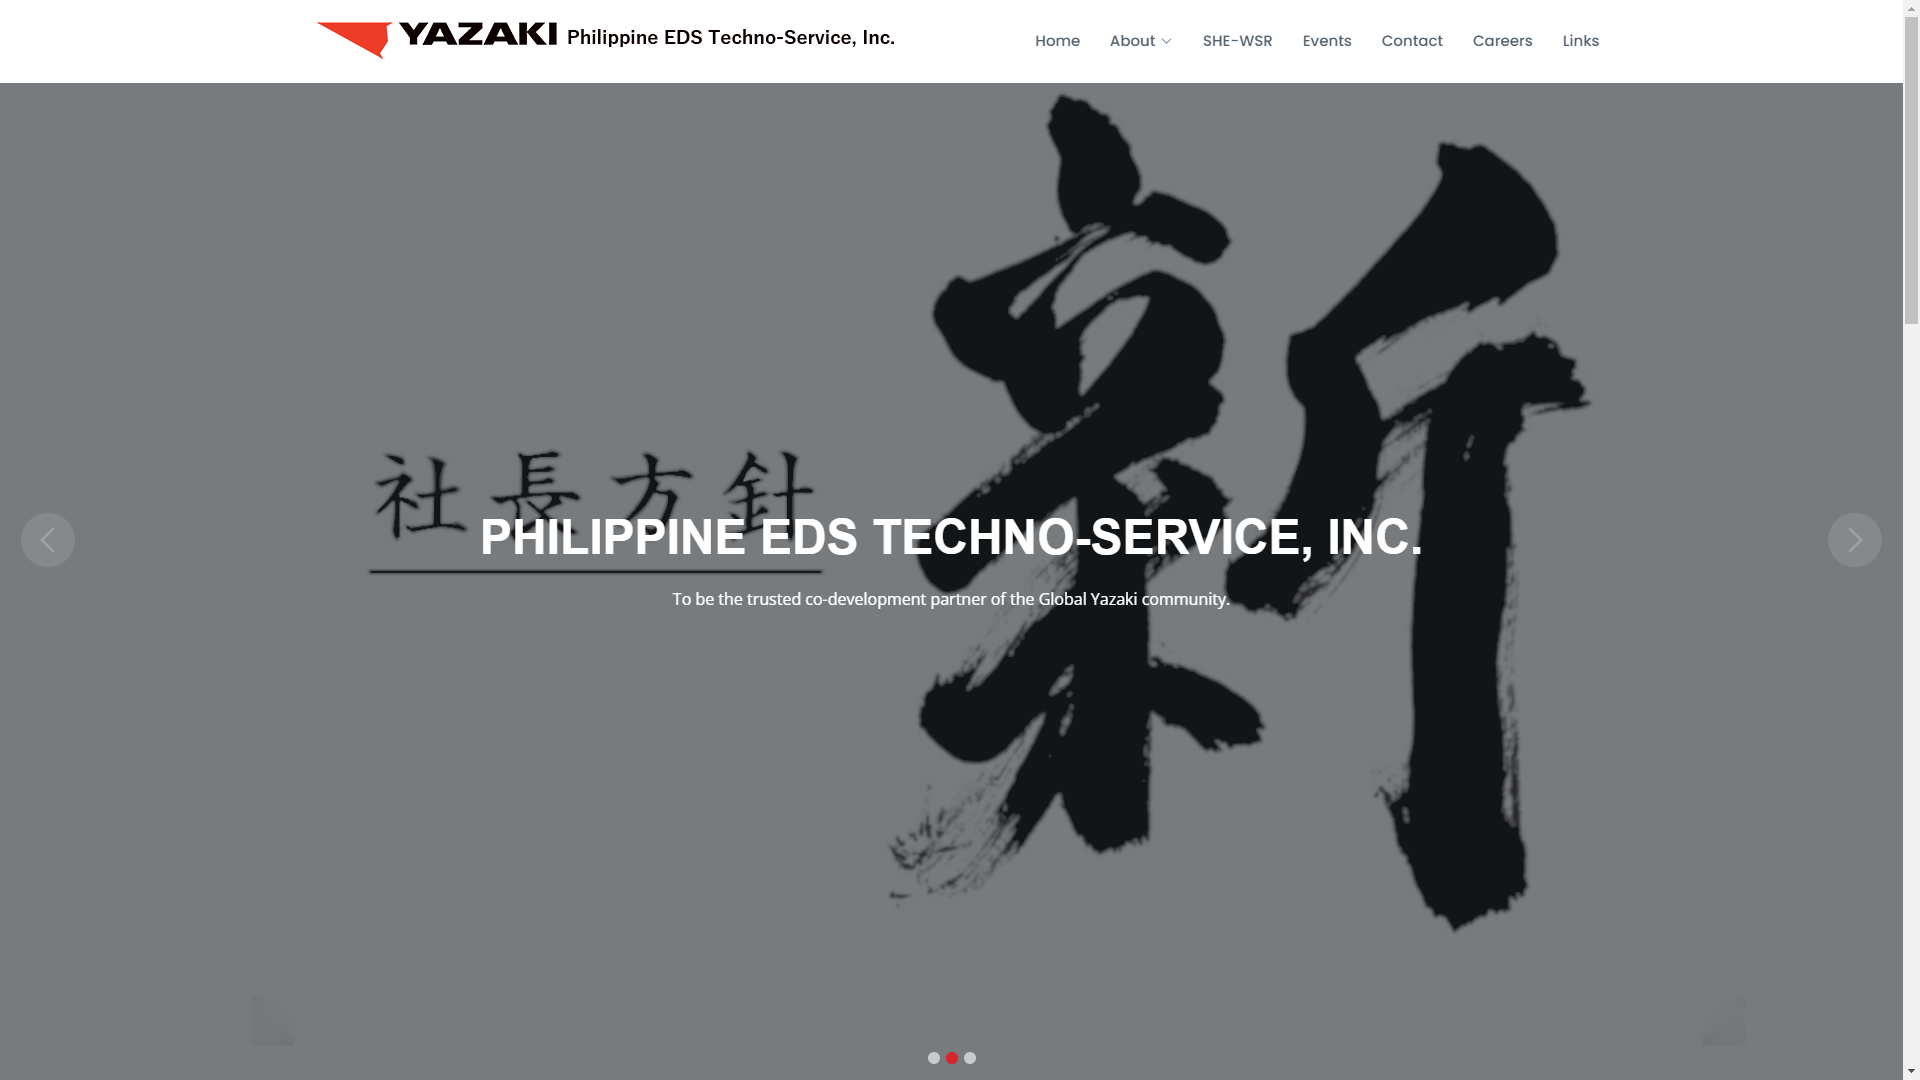 YAZAKI Philippine EDS Techno-Service, Inc.
Home About SHE-WSR Events Contact Careers Links
新
社長方針
PHILIPPINE EDS TECHNO-SERVICE, INC.
To be the trusted co-development partner of the Global Yazaki community.